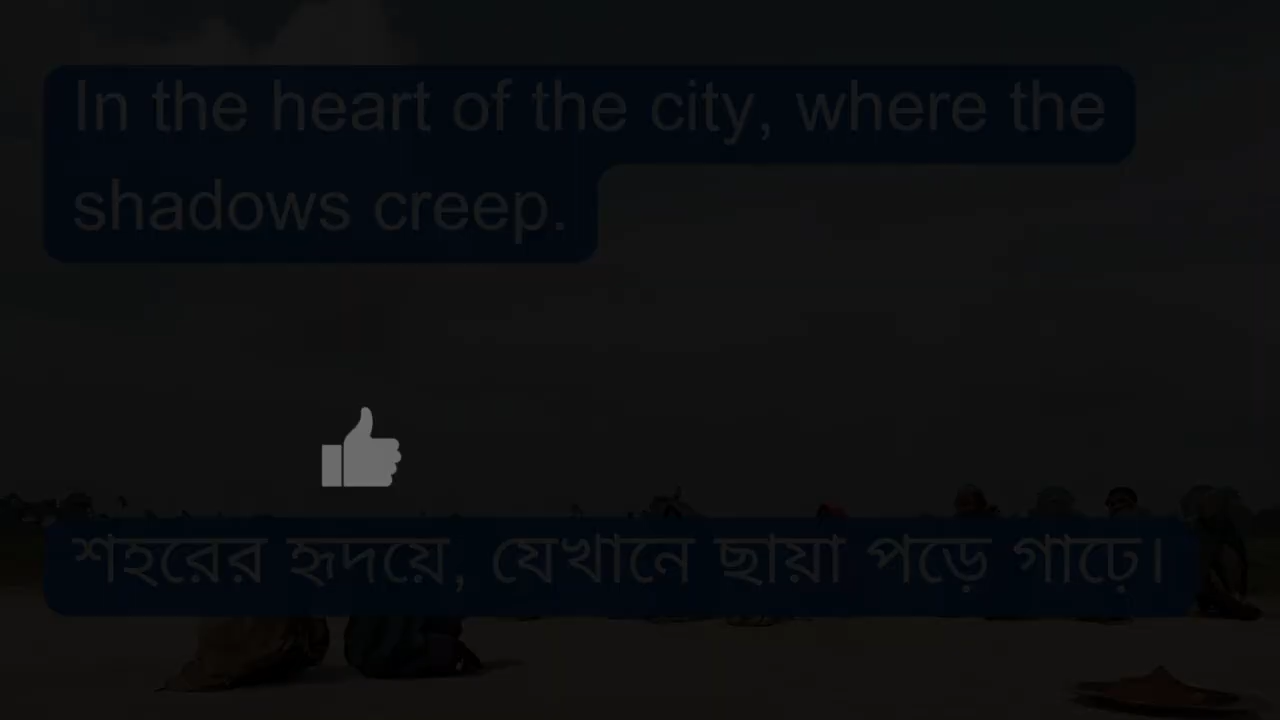 In the heart of the city, where the
shadows creep.
শহরের হৃদয়ে, যেখানে ছায়া পড়ে গাঢ়ে।